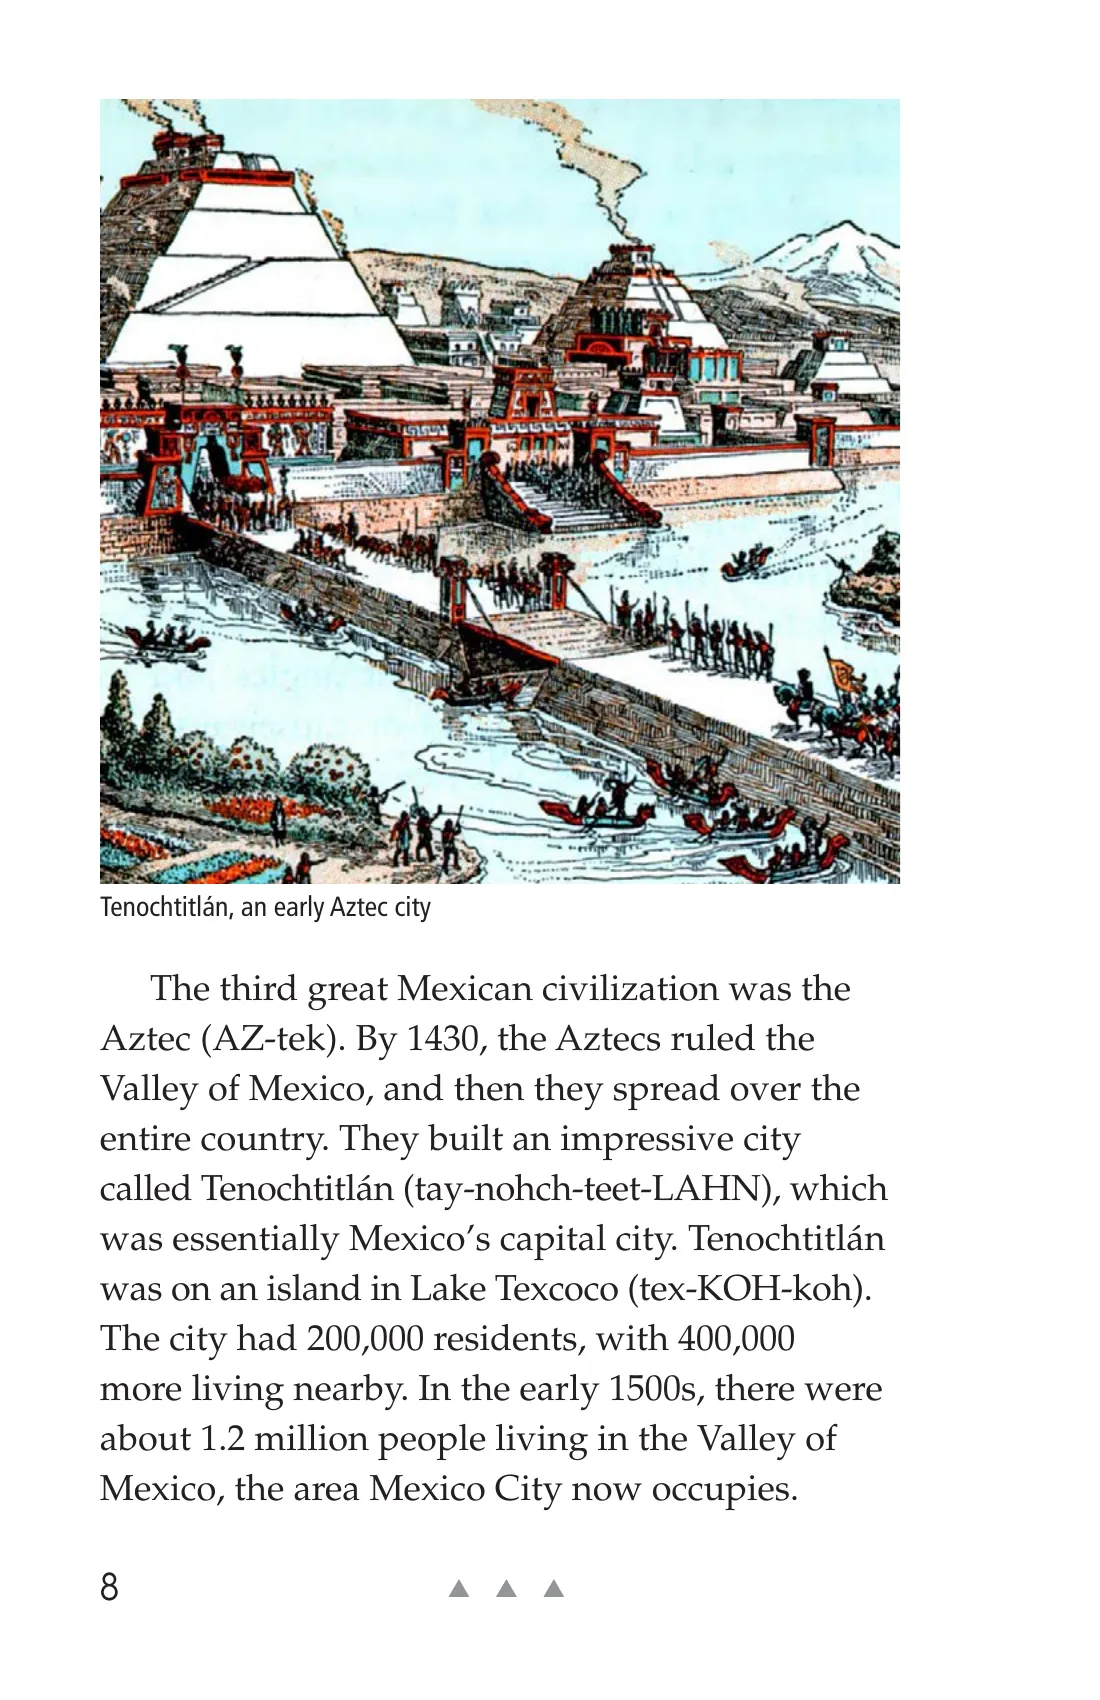 Tenochtitlán, an early Aztec city
The third great Mexican civilization was the
Aztec (AZ-tek). By 1430, the Aztecs ruled the
Valley of Mexico, and then they spread over the
entire country. They built an impressive city
called Tenochtitlán (tay-nohch-teet-LAHN), which
was essentially Mexico’s capital city. Tenochtitlán
was on an island in Lake Texcoco (tex-KOH-koh).
The city had 200,000 residents, with 400,000
more living nearby. In the early 1500s, there were
about 1.2 million people living in the Valley of
Mexico, the area Mexico City now occupies.
8